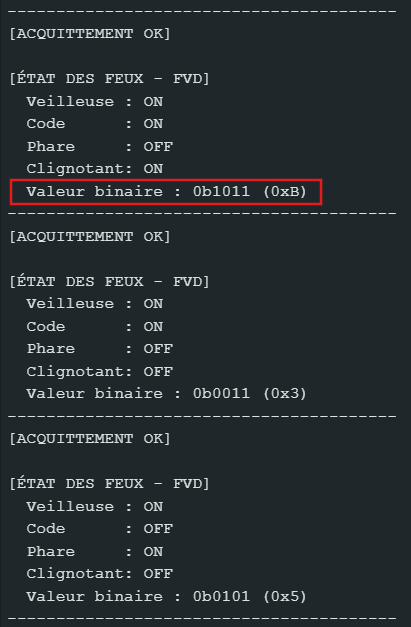 ----------------------------------------
[ACQUITTEMENT OK]
[ÉTAT DES FEUX – FVD]
Veilleuse : ON
Code      : ON
Phare     : OFF
Clignotant: ON
Valeur binaire : 0b1011 (0xB)
----------------------------------------
[ACQUITTEMENT OK]
[ÉTAT DES FEUX – FVD]
Veilleuse : ON
Code      : ON
Phare     : OFF
Clignotant: OFF
Valeur binaire : 0b0011 (0x3)
----------------------------------------
[ACQUITTEMENT OK]
[ÉTAT DES FEUX – FVD]
Veilleuse : ON
Code      : OFF
Phare     : ON
Clignotant: OFF
Valeur binaire : 0b0101 (0x5)
----------------------------------------